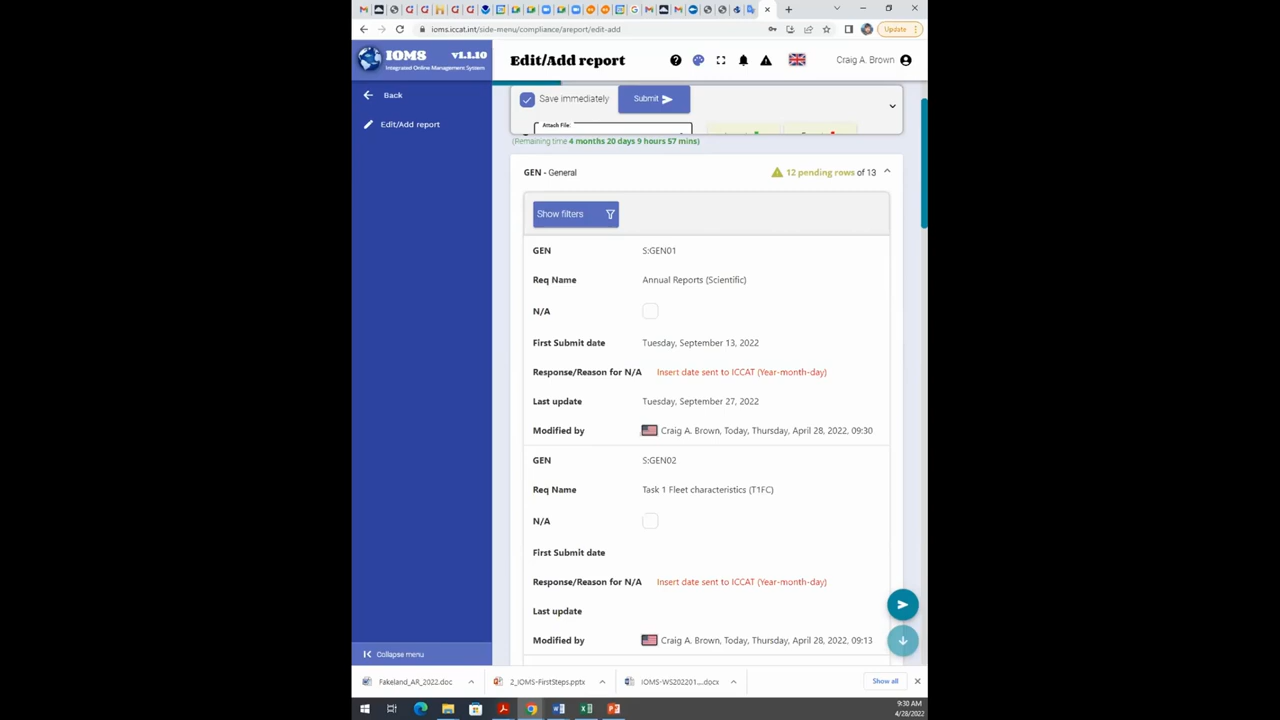 ioms.iccat.int/side-menu/compliance/areport/edit-add
Update
IOMS v1.1.10
Integrated Online Management System
Edit/Add report
Craig A. Brown
Back
Edit/Add report
Save immediately
Submit
Attach File:
(Remaining time 4 months 20 days 9 hours 57 mins)
GEN - General
12 pending rows of 13
Show filters
GEN S:GEN01
Req Name Annual Reports (Scientific)
N/A
First Submit date Tuesday, September 13, 2022
Response/Reason for N/A Insert date sent to ICCAT (Year-month-day)
Last update Tuesday, September 27, 2022
Modified by Craig A. Brown, Today, Thursday, April 28, 2022, 09:30
GEN S:GEN02
Req Name Task 1 Fleet characteristics (T1FC)
N/A
First Submit date
Response/Reason for N/A Insert date sent to ICCAT (Year-month-day)
Last update
Modified by Craig A. Brown, Today, Thursday, April 28, 2022, 09:13
Collapse menu
Fakeland_AR_2022.doc
2_IOMS-FirstSteps.pptx
IOMS-WS202201....docx
Show all
9:30 AM
4/28/2022